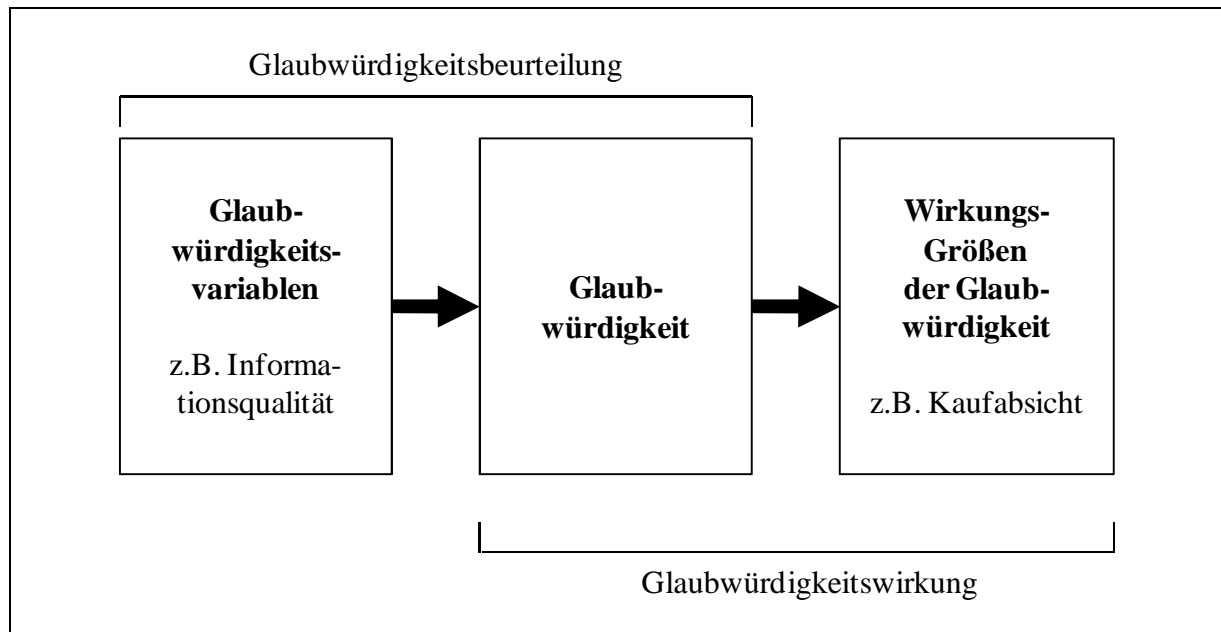 Glaubwürdigkeitsbeurteilung
Glaub-
würdigkeits-
variablen
z.B. Informa-
tionsqualität
Glaub-
würdigkeit
Wirkungs-
Größen
der Glaub-
würdigkeit
z.B. Kaufabsicht
Glaubwürdigkeitswirkung